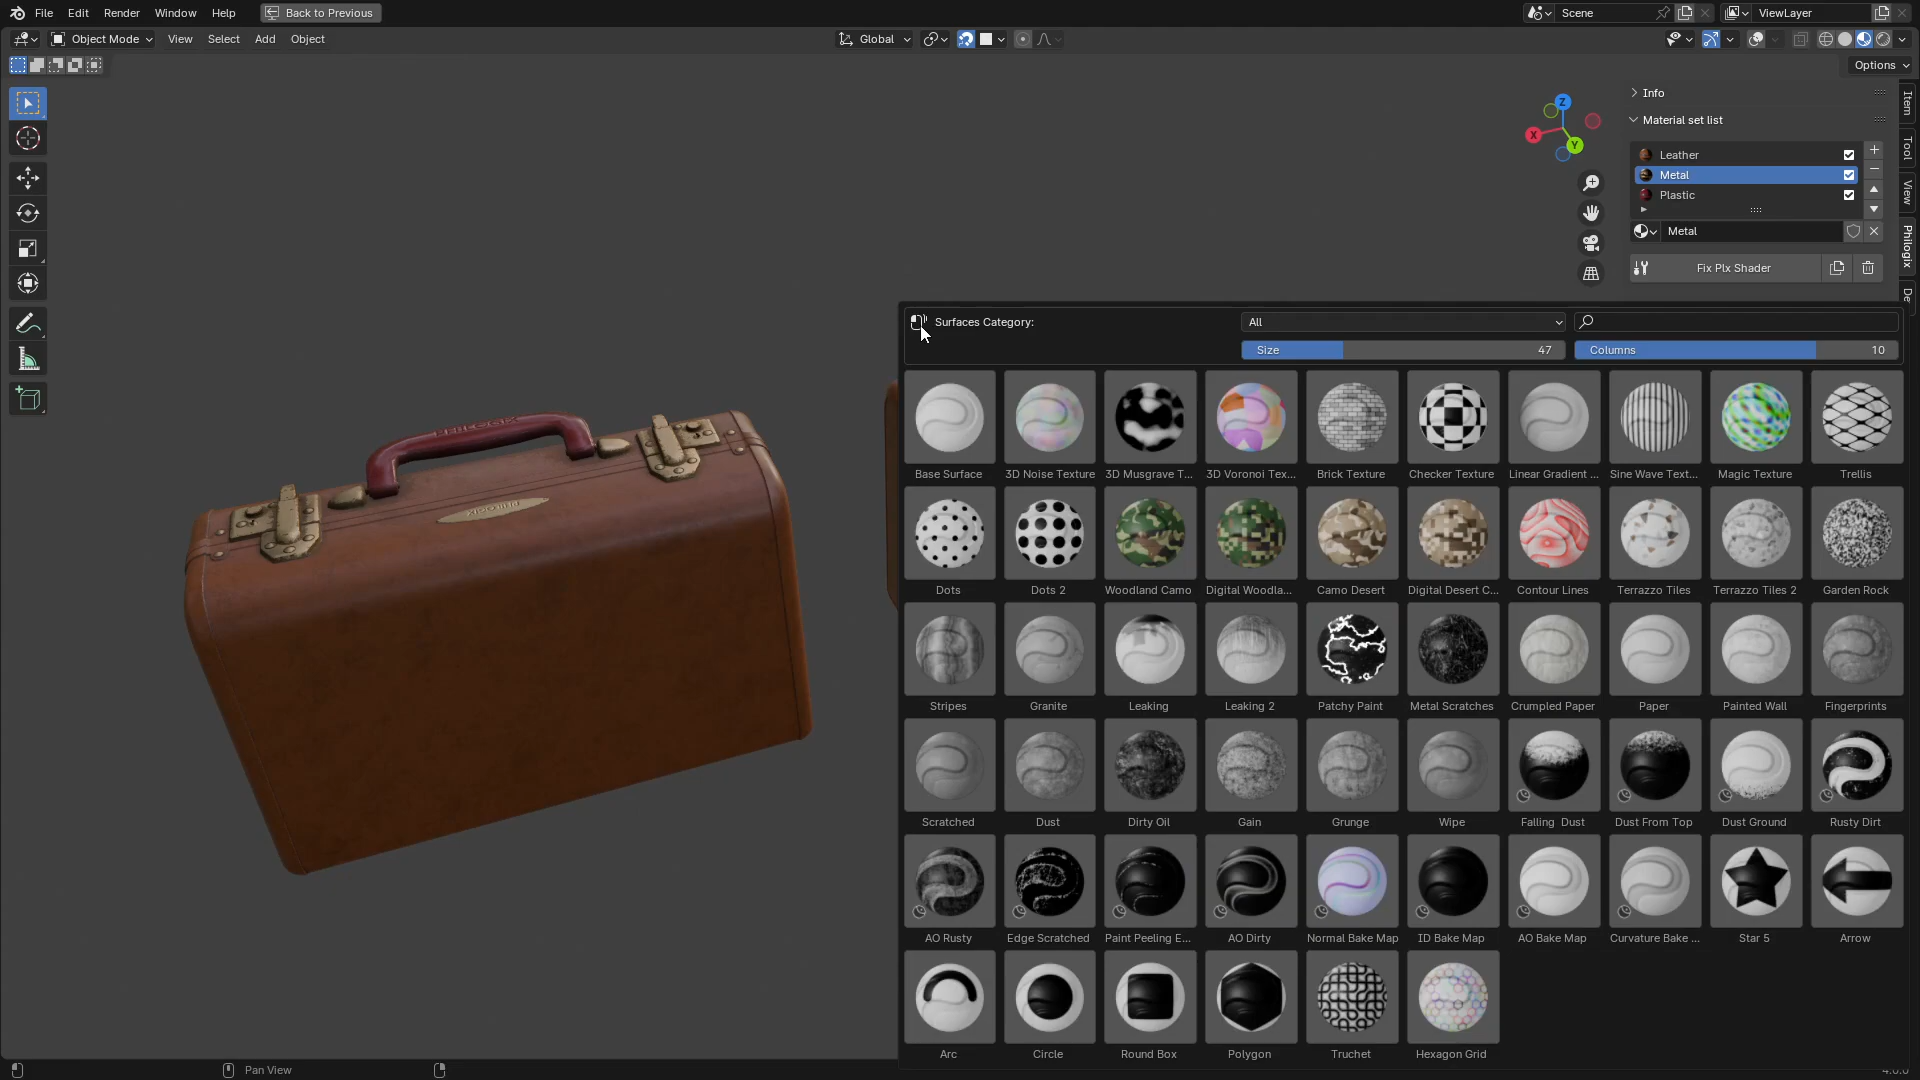 File Edit Render Window Help Back to Previous Scene ViewLayer
Object Mode View Select Add Object Global
Options
Info
Material set list
Leather
Metal
Plastic
Metal
Fix Plx Shader
Item
Tool
View
Philogix
De
X
Y
Z
Surfaces Category: All
Size 47 Columns 10
Base Surface 3D Noise Texture 3D Musgrave T... 3D Voronoi Tex... Brick Texture Checker Texture Linear Gradient ... Sine Wave Text... Magic Texture Trellis
Dots Dots 2 Woodland Camo Digital Woodla... Camo Desert Digital Desert C... Contour Lines Terrazzo Tiles Terrazzo Tiles 2 Garden Rock
Stripes Granite Leaking Leaking 2 Patchy Paint Metal Scratches Crumpled Paper Paper Painted Wall Fingerprints
Scratched Dust Dirty Oil Gain Grunge Wipe Falling Dust Dust From Top Dust Ground Rusty Dirt
AO Rusty Edge Scratched Paint Peeling E... AO Dirty Normal Bake Map ID Bake Map AO Bake Map Curvature Bake ... Star 5 Arrow
Arc Circle Round Box Polygon Truchet Hexagon Grid
Pan View